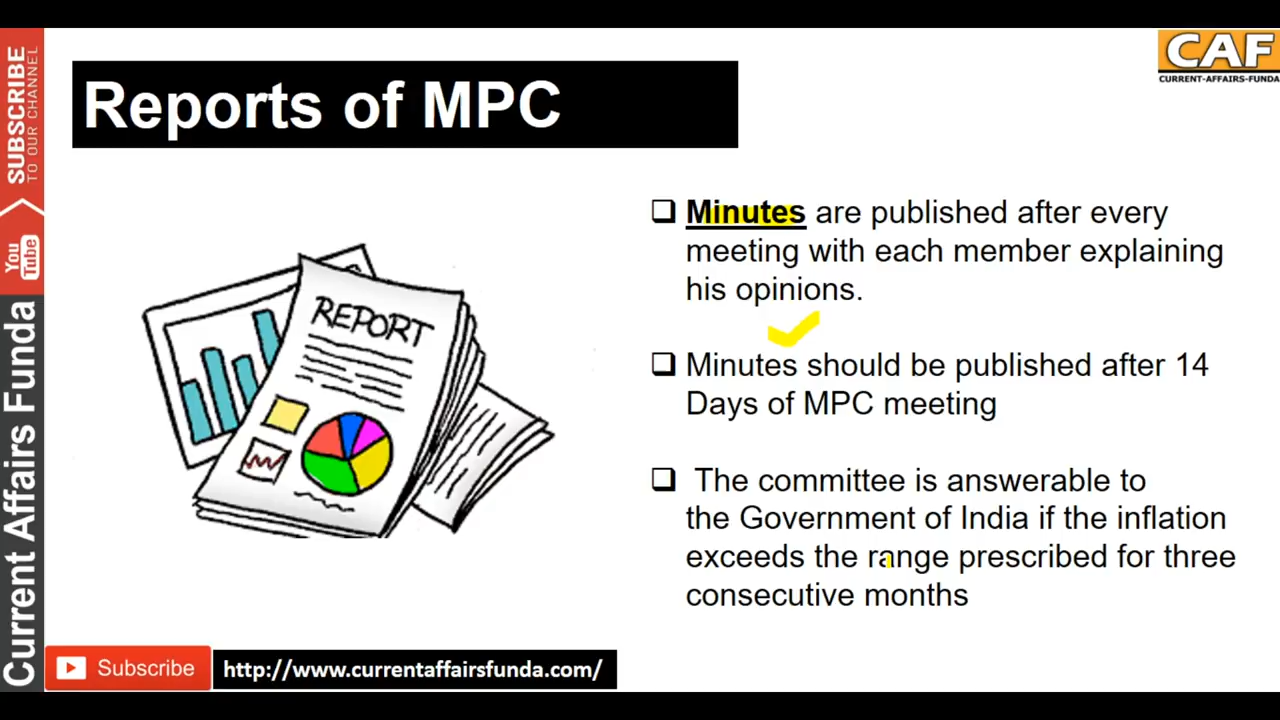 SUBSCRIBE
TO OUR CHANNEL
You
Tube
Current Affairs Funda
CAF
CURRENT-AFFAIRS-FUNDA
Reports of MPC
REPORT
Minutes are published after every
meeting with each member explaining
his opinions.
Minutes should be published after 14
Days of MPC meeting
The committee is answerable to
the Government of India if the inflation
exceeds the range prescribed for three
consecutive months
Subscribe
http://www.currentaffairsfunda.com/